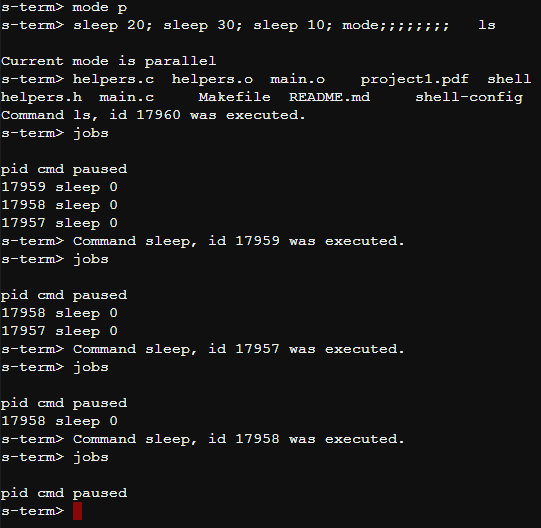 s-term> mode p
s-term> sleep 20; sleep 30; sleep 10; mode;;;;;;;;   ls
Current mode is parallel
s-term> helpers.c  helpers.o  main.o    project1.pdf  shell
helpers.h  main.c     Makefile  README.md     shell-config
Command ls, id 17960 was executed.
s-term> jobs
pid cmd paused
17959 sleep 0
17958 sleep 0
17957 sleep 0
s-term> Command sleep, id 17959 was executed.
s-term> jobs
pid cmd paused
17958 sleep 0
17957 sleep 0
s-term> Command sleep, id 17957 was executed.
s-term> jobs
pid cmd paused
17958 sleep 0
s-term> Command sleep, id 17958 was executed.
s-term> jobs
pid cmd paused
s-term>